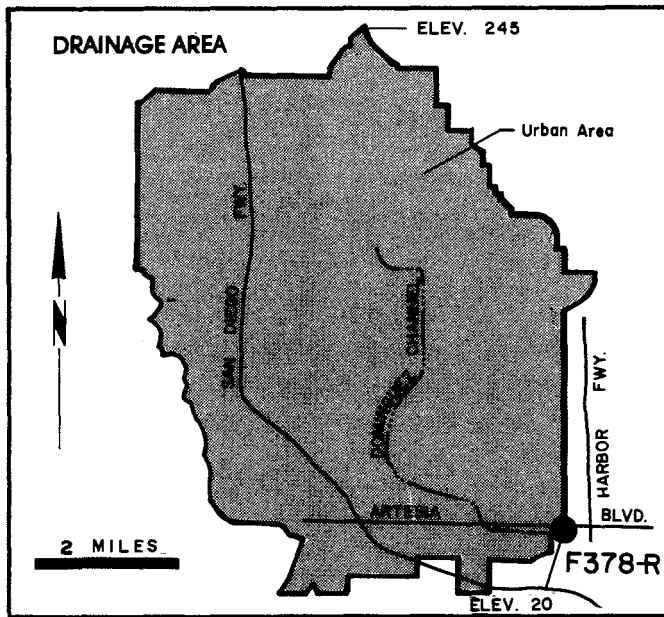 DRAINAGE AREA
ELEV. 245
Urban Area
SAN DIEGO FWY.
DOMINGUEZ CHANNEL
N
HARBOR FWY.
ARTESIA BLVD.
2 MILES
F378-R
ELEV. 20